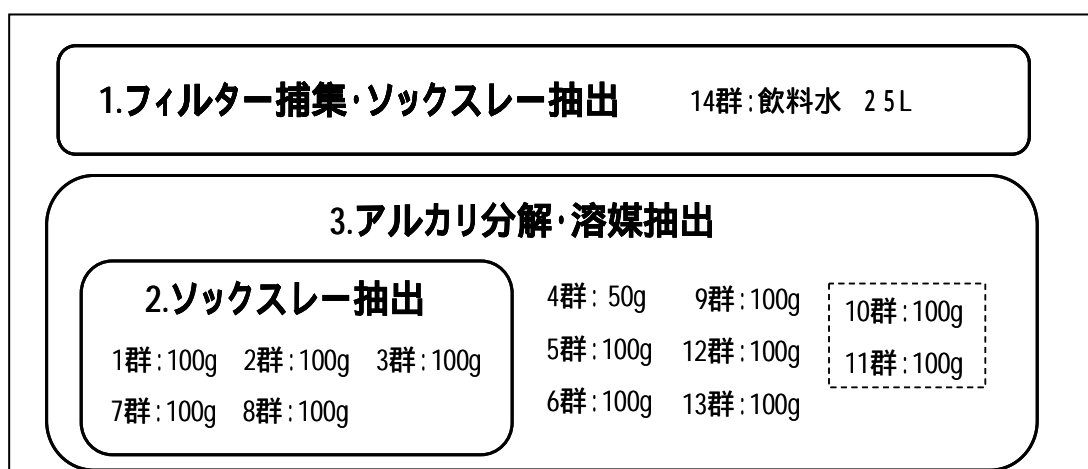 1.フィルター捕集・ソックスレー抽出 14群:飲料水 25L
3.アルカリ分解・溶媒抽出
2.ソックスレー抽出
1群:100g 2群:100g 3群:100g
7群:100g 8群:100g
4群: 50g 9群:100g
5群:100g 12群:100g
6群:100g 13群:100g
10群:100g
11群:100g